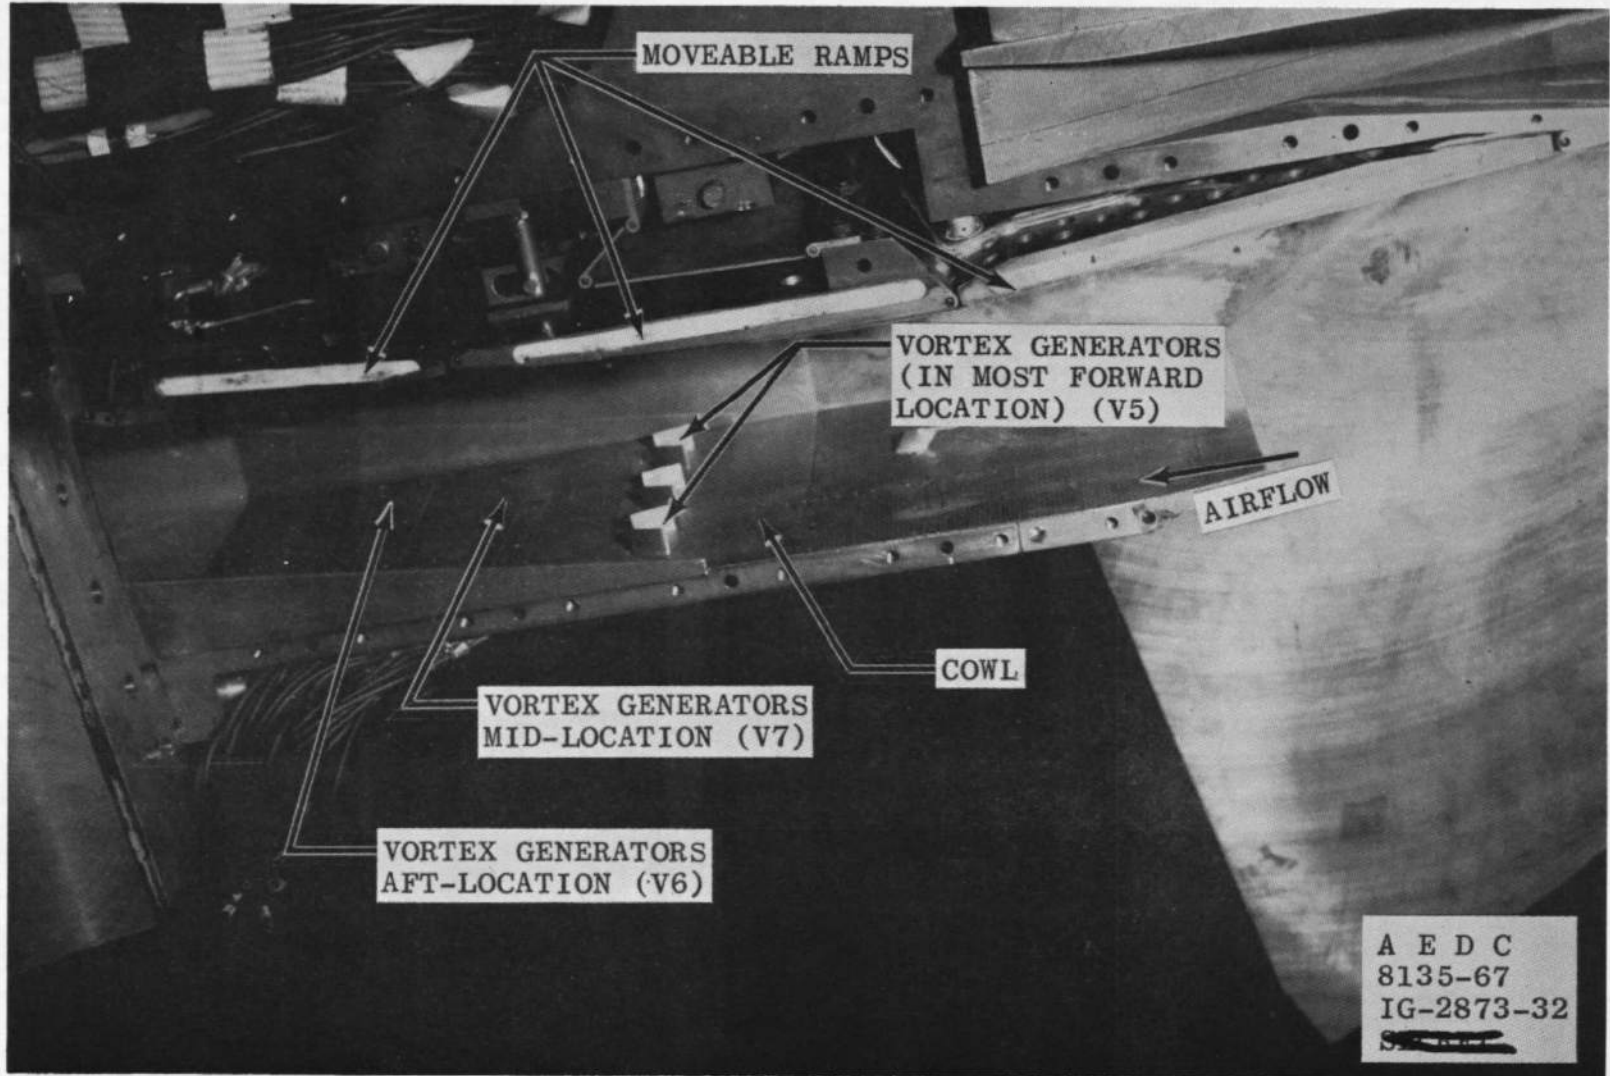 MOVEABLE RAMPS
VORTEX GENERATORS
(IN MOST FORWARD
LOCATION) (V5)
AIRFLOW
COWL
VORTEX GENERATORS
MID-LOCATION (V7)
VORTEX GENERATORS
AFT-LOCATION (V6)
A E D C
8135-67
IG-2873-32